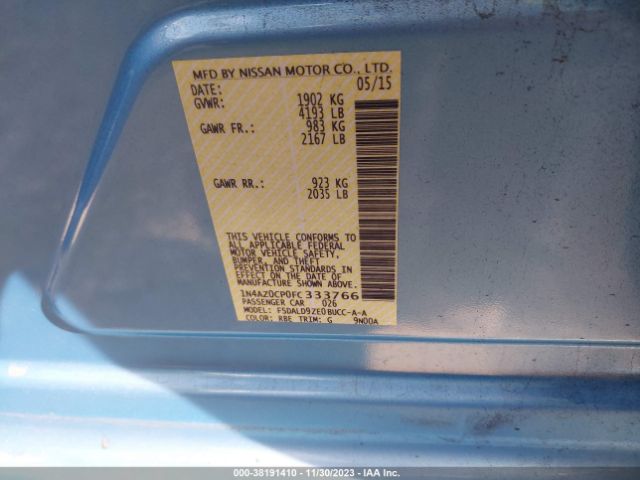 MFD BY NISSAN MOTOR CO., LTD.
DATE: 05/15
GVWR: 1902 KG
4193 LB
GAWR FR.: 983 KG
2167 LB
GAWR RR.: 923 KG
2035 LB
THIS VEHICLE CONFORMS TO
ALL APPLICABLE FEDERAL
MOTOR VEHICLE SAFETY,
BUMPER, AND THEFT
PREVENTION STANDARDS
IN EFFECT ON THE DATE OF
MANUFACTURE SHOWN ABOVE.
1N4AZ0CP0FC333766
PASSENGER CAR 026
MODEL: FSDALD9ZE0BUCC-A-A
COLOR: RBE TRIM: G 9N00A
000-38191410 - 11/30/2023 - IAA Inc.